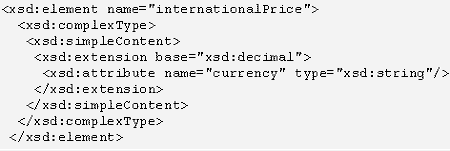 <xsd:element name="internationalPrice">
  <xsd:complexType>
   <xsd:simpleContent>
    <xsd:extension base="xsd:decimal">
     <xsd:attribute name="currency" type="xsd:string"/>
    </xsd:extension>
   </xsd:simpleContent>
  </xsd:complexType>
 </xsd:element>